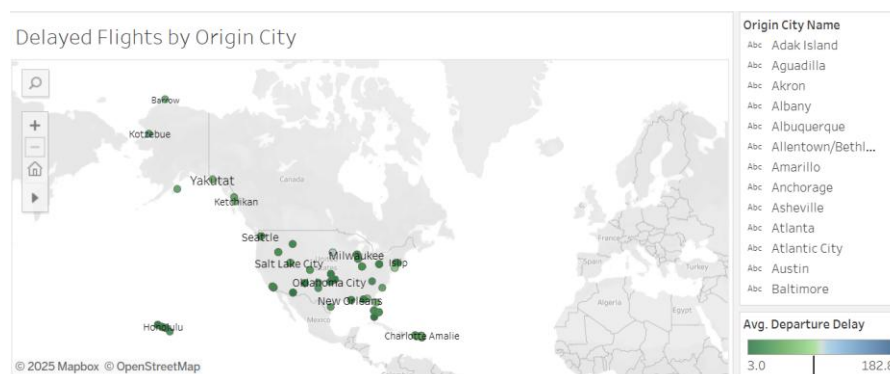 Delayed Flights by Origin City
Barrow
Kotzebue
Yakutat
Canada
Ketchikan
Seattle
Milwaukee
Salt Lake City
Islip
Oklahoma City
New Orleans
Mexico
Honolulu
Charlotte Amalie
France
Spain
Turkey
Algeria
Egypt
© 2025 Mapbox © OpenStreetMap
Origin City Name
Abc Adak Island
Abc Aguadilla
Abc Akron
Abc Albany
Abc Albuquerque
Abc Allentown/Bethl...
Abc Amarillo
Abc Anchorage
Abc Asheville
Abc Atlanta
Abc Atlantic City
Abc Austin
Abc Baltimore
Avg. Departure Delay
3.0 182.8